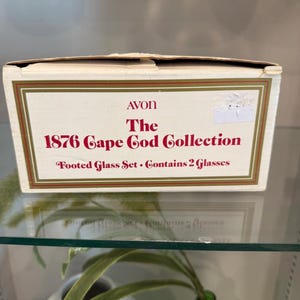 AVON
The
1876 Cape Cod Collection
Footed Glass Set • Contains 2 Glasses